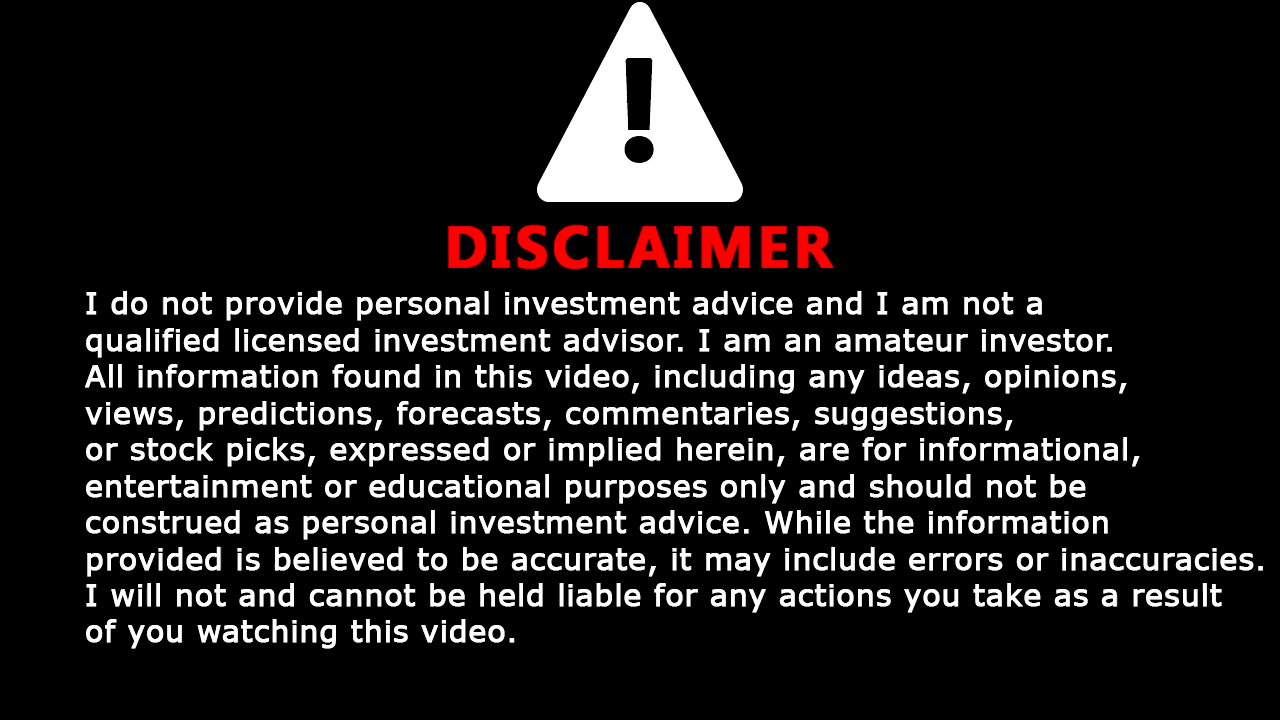 DISCLAIMER
I do not provide personal investment advice and I am not a
qualified licensed investment advisor. I am an amateur investor.
All information found in this video, including any ideas, opinions,
views, predictions, forecasts, commentaries, suggestions,
or stock picks, expressed or implied herein, are for informational,
entertainment or educational purposes only and should not be
construed as personal investment advice. While the information
provided is believed to be accurate, it may include errors or inaccuracies.
I will not and cannot be held liable for any actions you take as a result
of you watching this video.